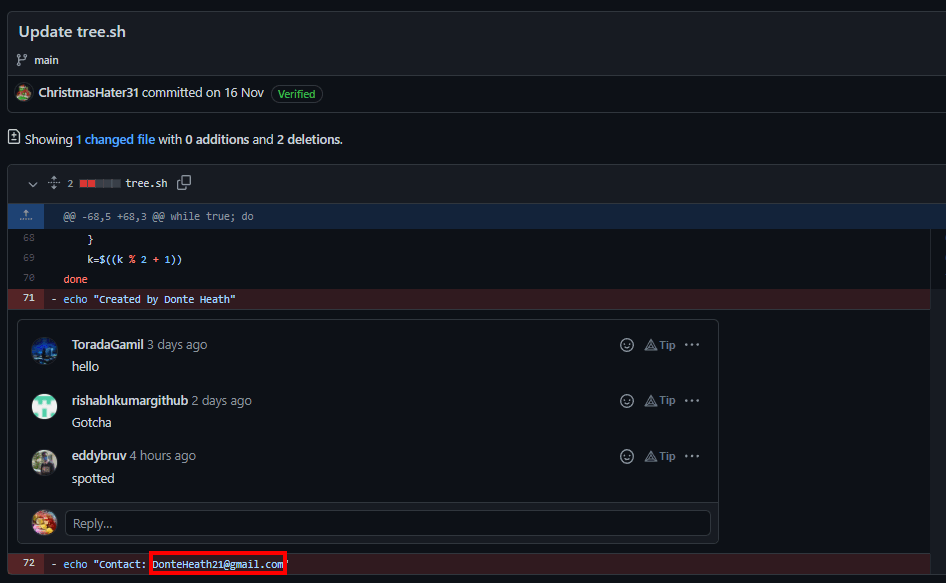 Update tree.sh
main
ChristmasHater31 committed on 16 Nov Verified
Showing 1 changed file with 0 additions and 2 deletions.
2 tree.sh
@@ -68,5 +68,3 @@ while true; do
68 }
69 k=$((k % 2 + 1))
70 done
71 - echo "Created by Donte Heath"
ToradaGamil 3 days ago Tip
hello
rishabhkumargithub 2 days ago Tip
Gotcha
eddybruv 4 hours ago Tip
spotted
Reply...
72 - echo "Contact: DonteHeath21@gmail.com"